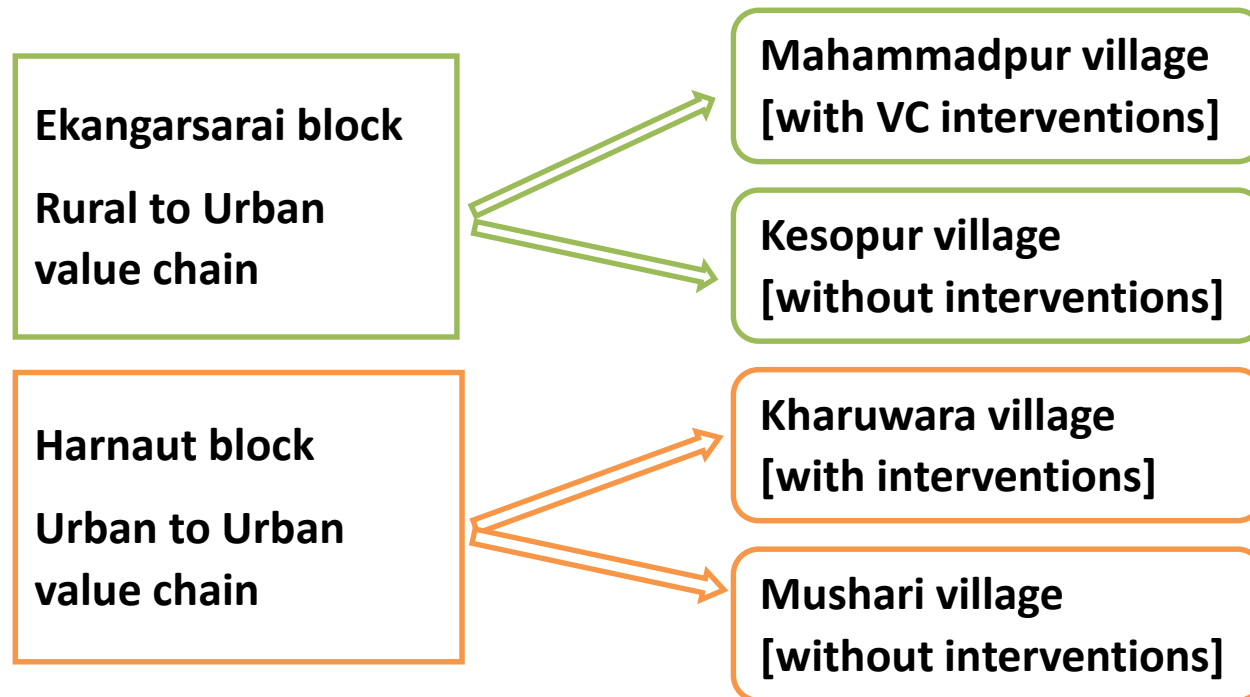 Ekangarsarai block
Rural to Urban
value chain
Mahammadpur village
[with VC interventions]
Kesopur village
[without interventions]
Harnaut block
Urban to Urban
value chain
Kharuwara village
[with interventions]
Mushari village
[without interventions]